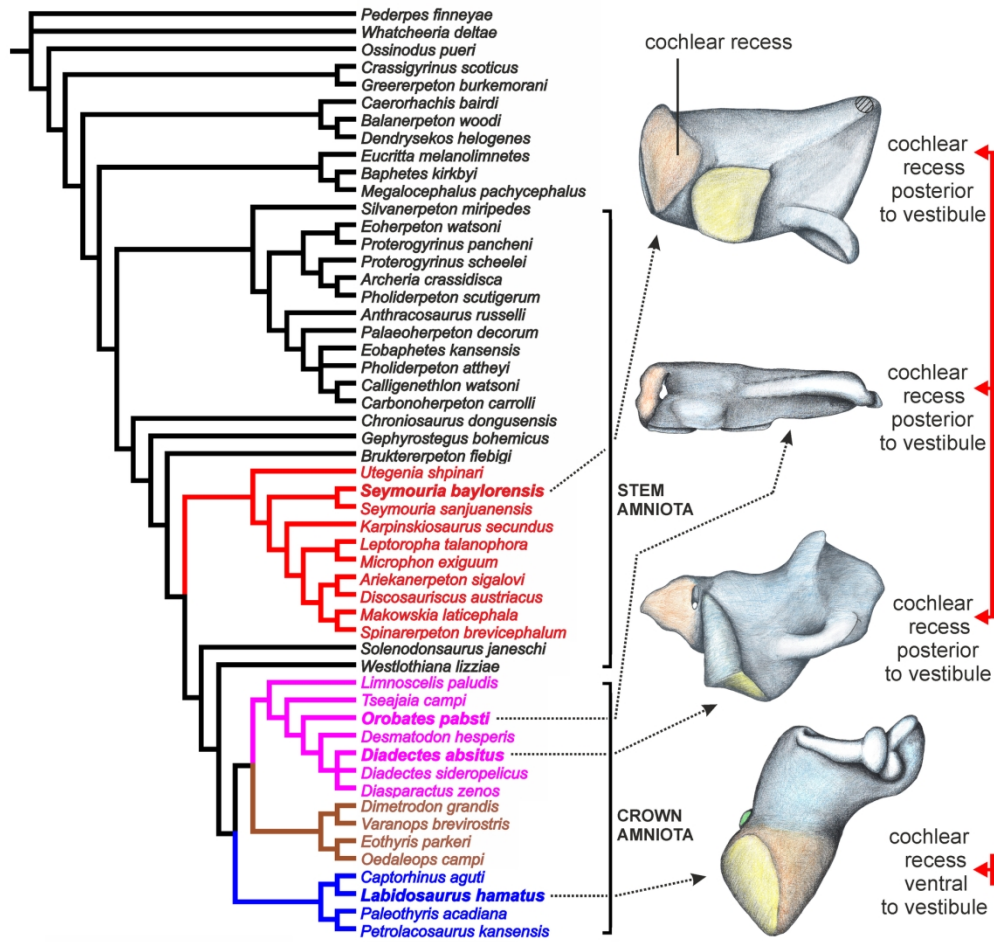 Pederpes finneyae
Whatcheeria deltae
Ossinodus pueri
Crassigyrinus scoticus
Greererpeton burkemorani
Caerorhachis bairdi
Balanerpeton woodi
Dendrysekos helogenes
Eucritta melanolimnetes
Baphetes kirkbyi
Megalocephalus pachycephalus
Silvanerpeton miripedes
Eoherpeton watsoni
Proterogyrinus pancheni
Proterogyrinus scheelei
Archeria crassidisca
Pholiderpeton scutigerum
Anthracosaurus russelli
Palaeoherpeton decorum
Eobaphetes kansensis
Pholiderpeton attheyi
Calligenethlon watsoni
Carbonoherpeton carrolli
Chroniosaurus dongusensis
Gephyrostegus bohemicus
Bruktererpeton fiebigi
Utegenia shpinari
Seymouria baylorensis
Seymouria sanjuanensis
Karpinskiosaurus secundus
Leptoropha talanophora
Microphon exiguum
Ariekanerpeton sigalovi
Discosauriscus austriacus
Makowskia laticephala
Spinarerpeton brevicephalum
Solenodonsaurus janeschi
Westlothiana lizziae
Limnoscelis paludis
Tseajaia campi
Orobates pabsti
Desmatodon hesperis
Diadectes absitus
Diadectes sideropelicus
Diasparactus zenos
Dimetrodon grandis
Varanops brevirostris
Eothyris parkeri
Oedaleops campi
Captorhinus aguti
Labidosaurus hamatus
Paleothyris acadiana
Petrolacosaurus kansensis
STEM
AMNIOTA
CROWN
AMNIOTA
cochlear recess
cochlear
recess
posterior
to vestibule
cochlear
recess
posterior
to vestibule
cochlear
recess
posterior
to vestibule
cochlear
recess
ventral
to vestibule